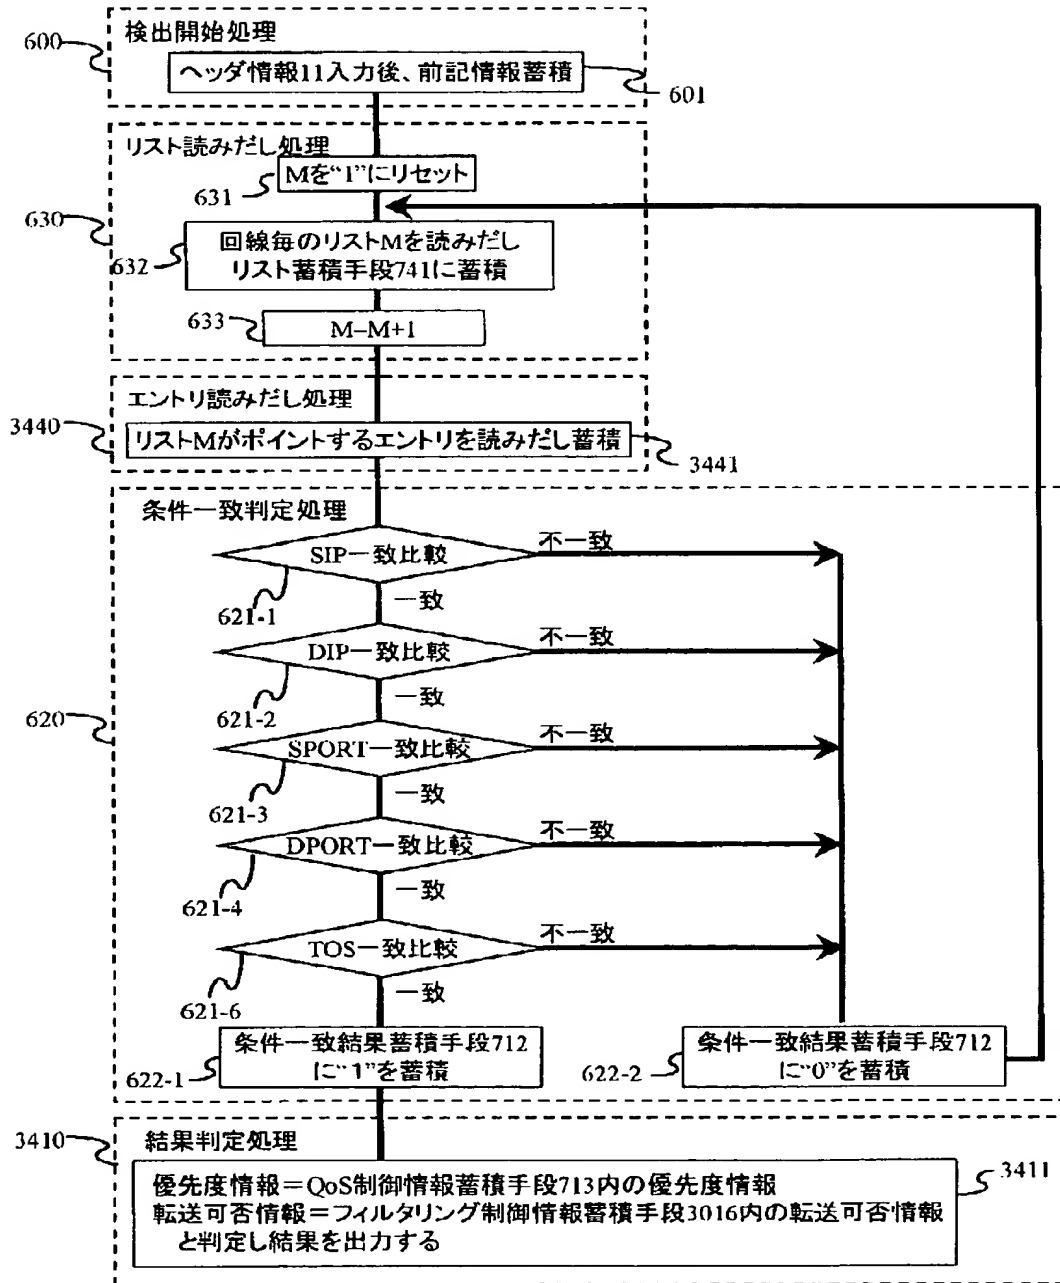 検出開始処理
600
ヘッダ情報11入力後、前記情報蓄積
601
リスト読みだし処理
Mを“1”にリセット
631
630
回線毎のリストMを読みだし
リスト蓄積手段741に蓄積
632
633
M–M+1
エントリ読みだし処理
3440
リストMがポイントするエントリを読みだし蓄積
3441
条件一致判定処理
SIP一致比較
不一致
一致
621-1
DIP一致比較
不一致
一致
621-2
620
SPORT一致比較
不一致
一致
621-3
DPORT一致比較
不一致
一致
621-4
TOS一致比較
不一致
一致
621-6
条件一致結果蓄積手段712
に“1”を蓄積
622-1
条件一致結果蓄積手段712
に“0”を蓄積
622-2
3410
結果判定処理
3411
優先度情報＝QoS制御情報蓄積手段713内の優先度情報
転送可否情報＝フィルタリング制御情報蓄積手段3016内の転送可否情報
と判定し結果を出力する